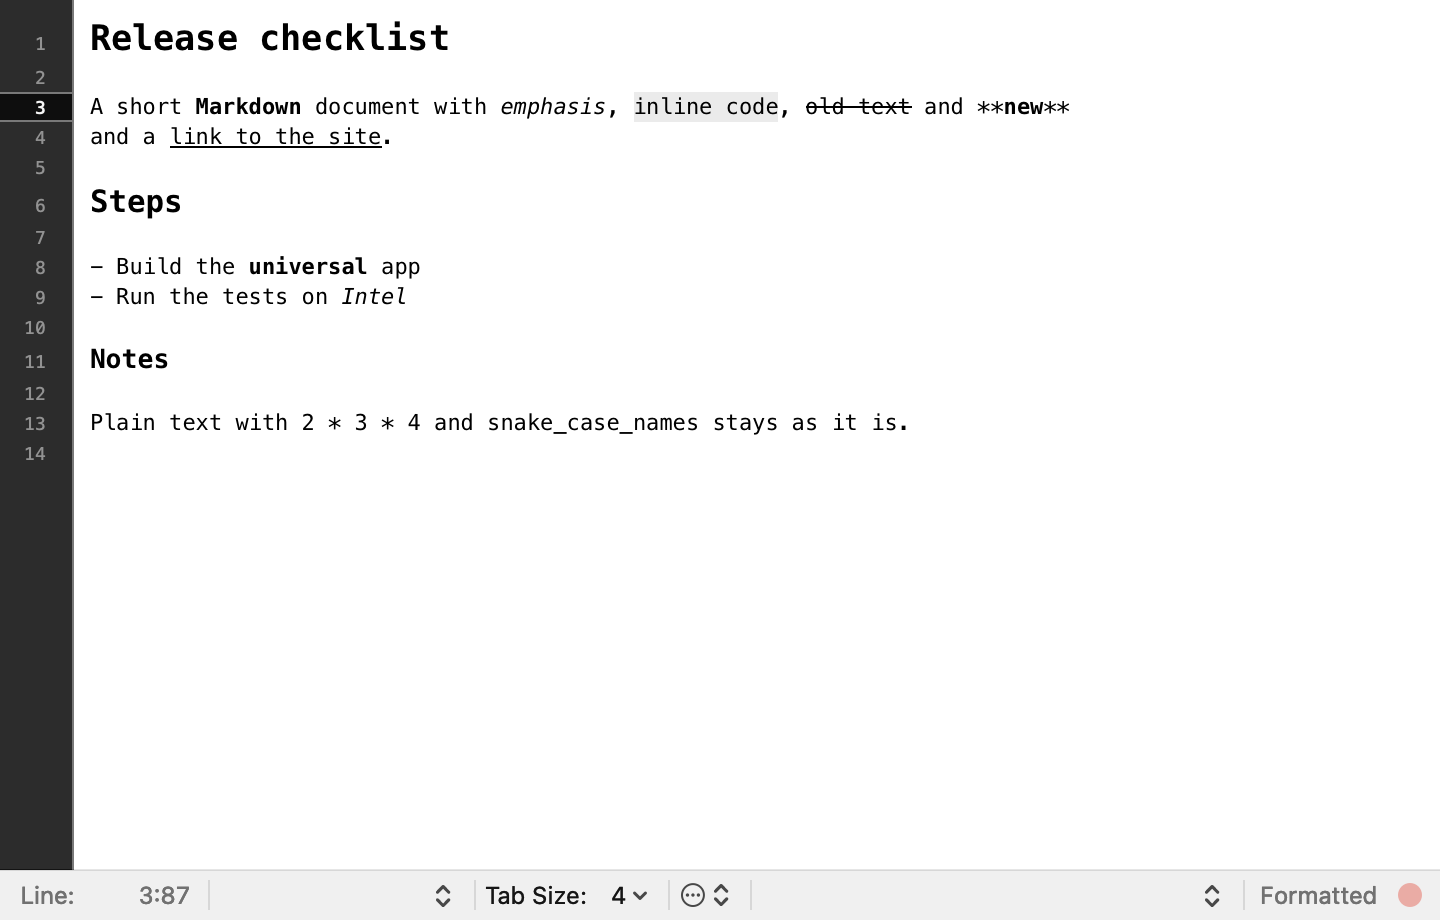 1 Release checklist
2
3 A short Markdown document with emphasis, inline code, old text and **new**
4 and a link to the site.
5
6 Steps
7
8 - Build the universal app
9 - Run the tests on Intel
10
11 Notes
12
13 Plain text with 2 * 3 * 4 and snake_case_names stays as it is.
14
Line: 3:87 Tab Size: 4 Formatted